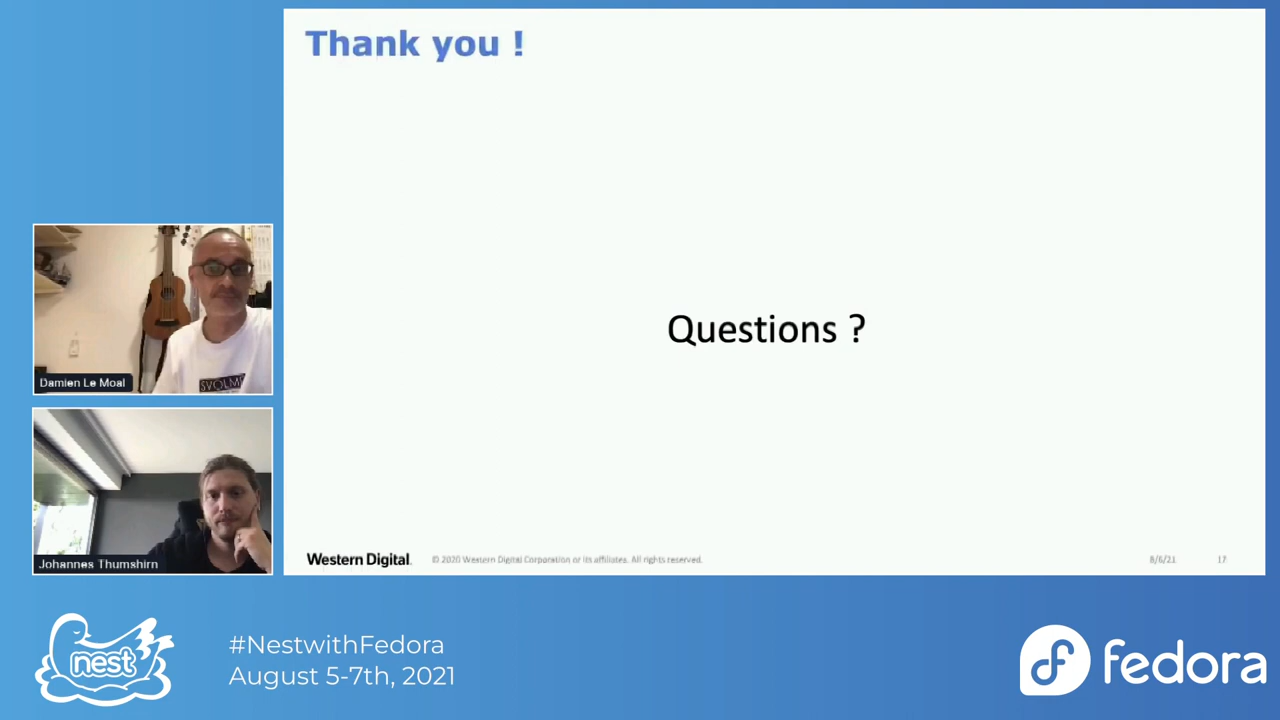 Thank you !
Questions ?
SVQLM
Damien Le Moal
Johannes Thumshirn
Western Digital.
© 2020 Western Digital Corporation or its affiliates. All rights reserved.
8/6/21
17
nest
#NestwithFedora
August 5-7th, 2021
fedora